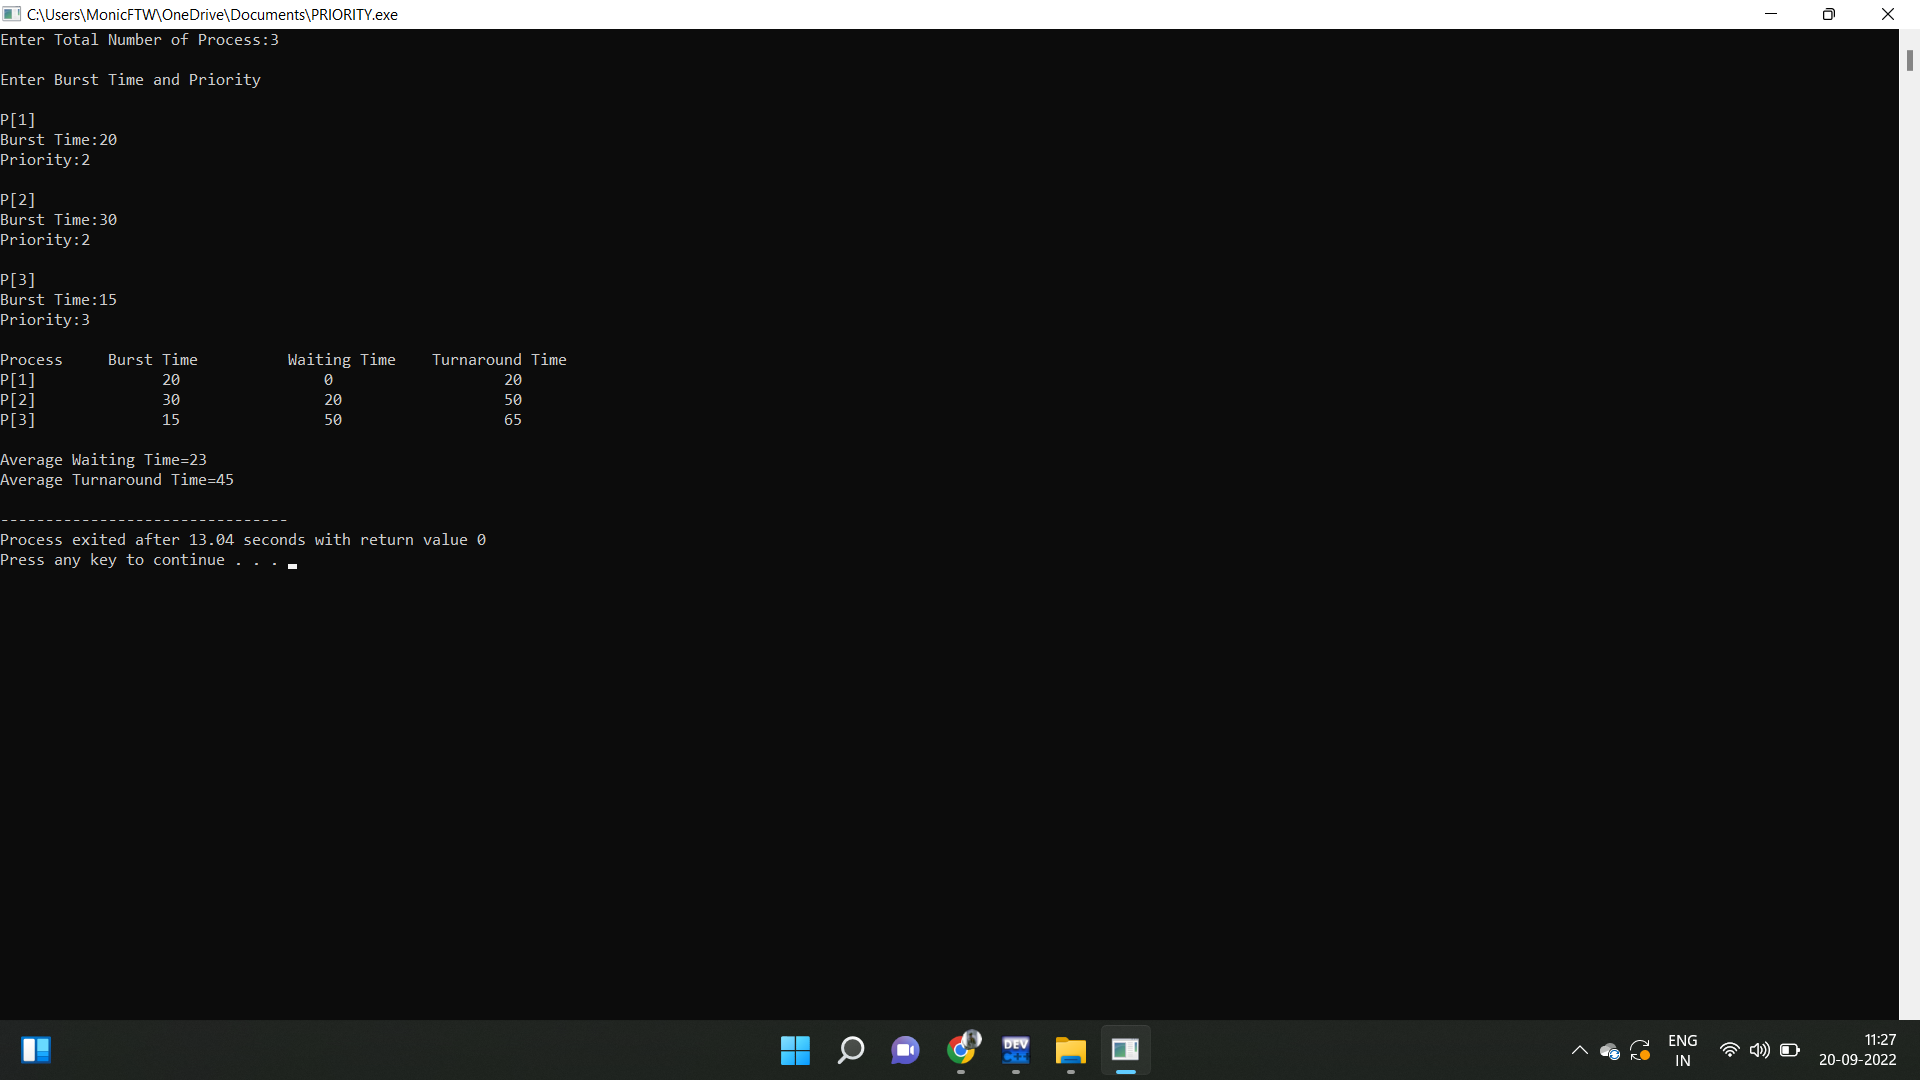 C:\Users\MonicFTW\OneDrive\Documents\PRIORITY.exe
Enter Total Number of Process:3
Enter Burst Time and Priority
P[1]
Burst Time:20
Priority:2
P[2]
Burst Time:30
Priority:2
P[3]
Burst Time:15
Priority:3
Process Burst Time Waiting Time Turnaround Time
P[1] 20 0 20
P[2] 30 20 50
P[3] 15 50 65
Average Waiting Time=23
Average Turnaround Time=45
--------------------------------
Process exited after 13.04 seconds with return value 0
Press any key to continue . . .
DEV
C++
ENG
IN
11:27
20-09-2022